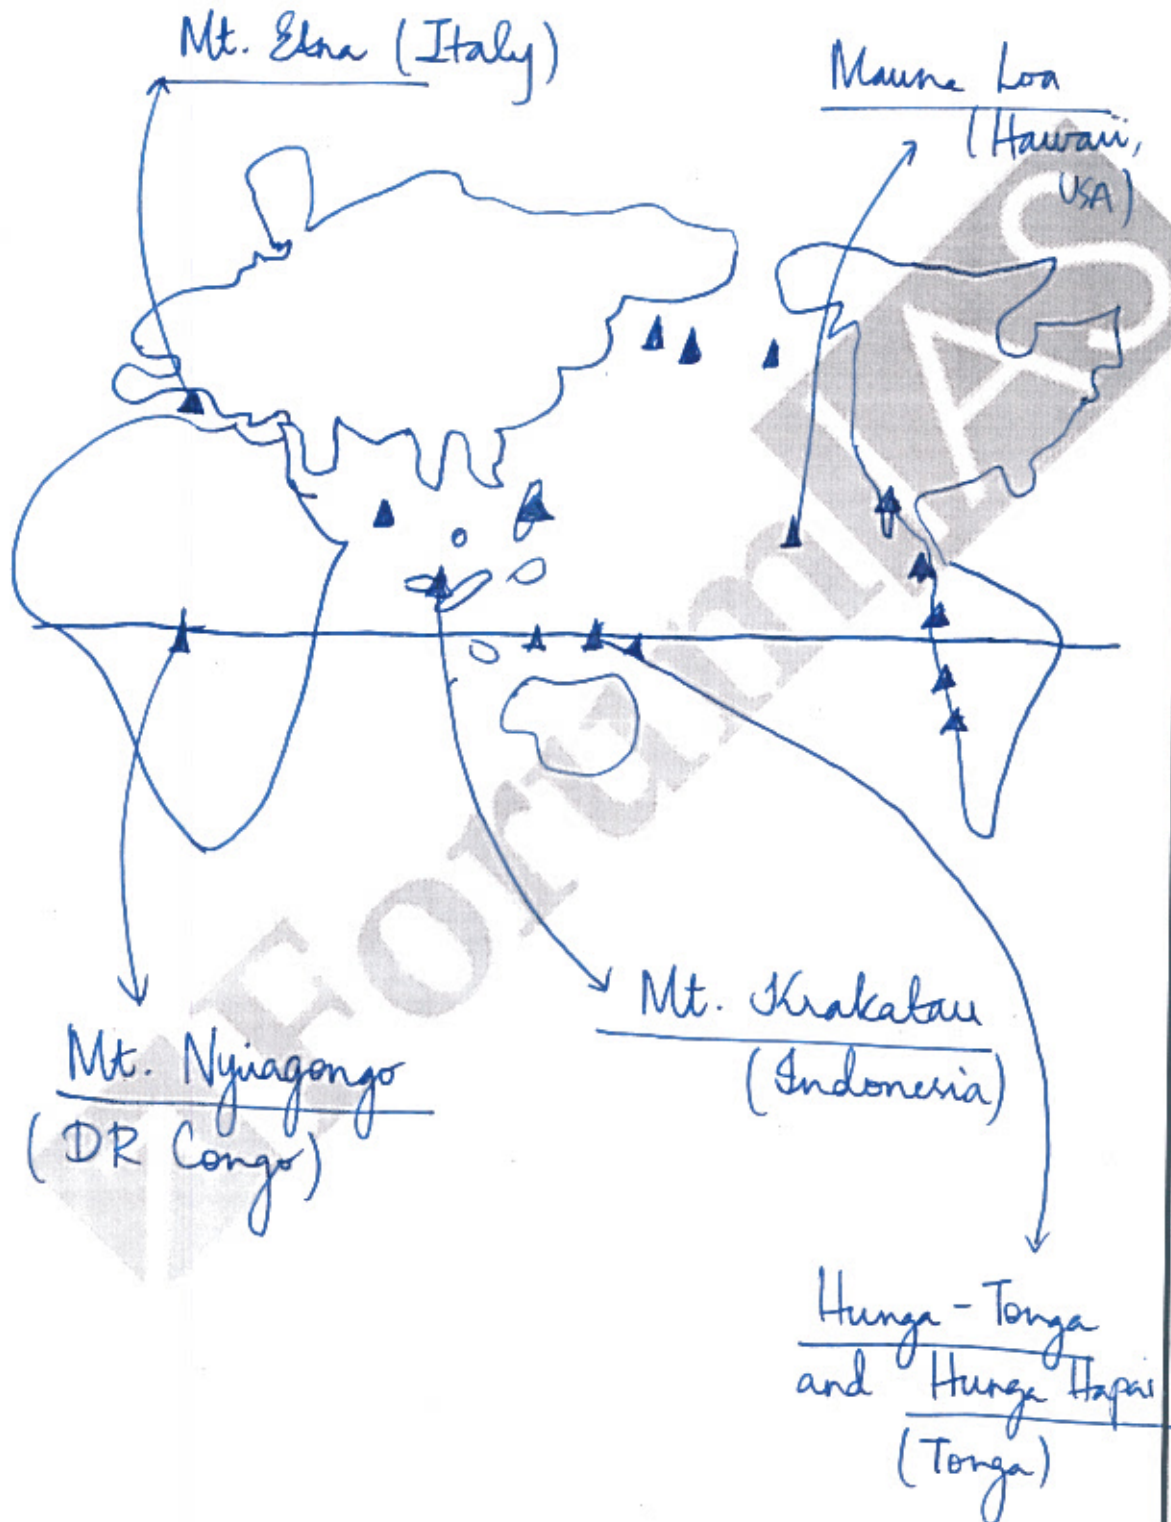 Mt. Etna (Italy)
Mauna Loa
(Hawaii,
USA)
ForumIAS
Mt. Krakatau
(Indonesia)
Mt. Nyiragongo
(DR Congo)
Hunga-Tonga
and Hunga Hapai
(Tonga)